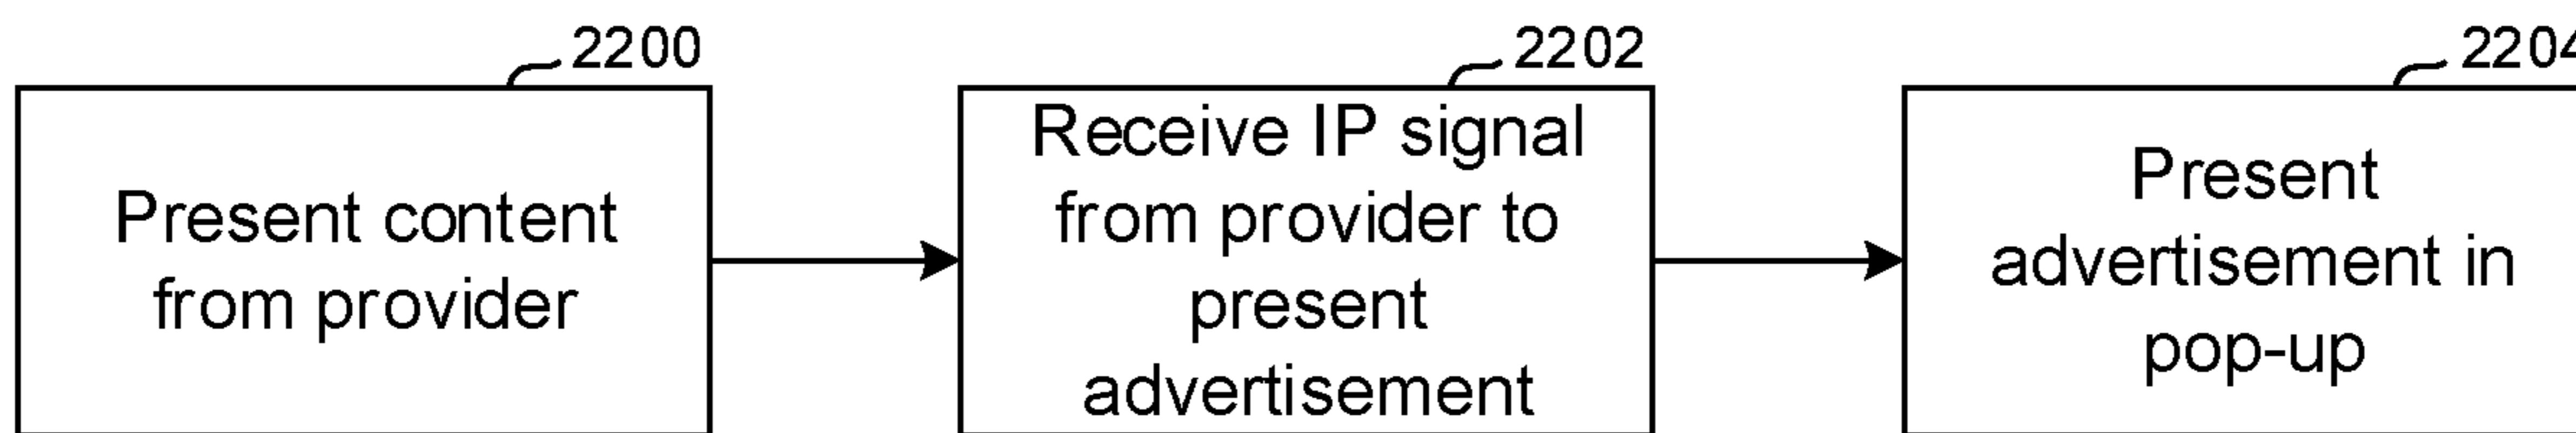 2200
Present content
from provider
2202
Receive IP signal
from provider to
present
advertisement
2204
Present
advertisement in
pop-up